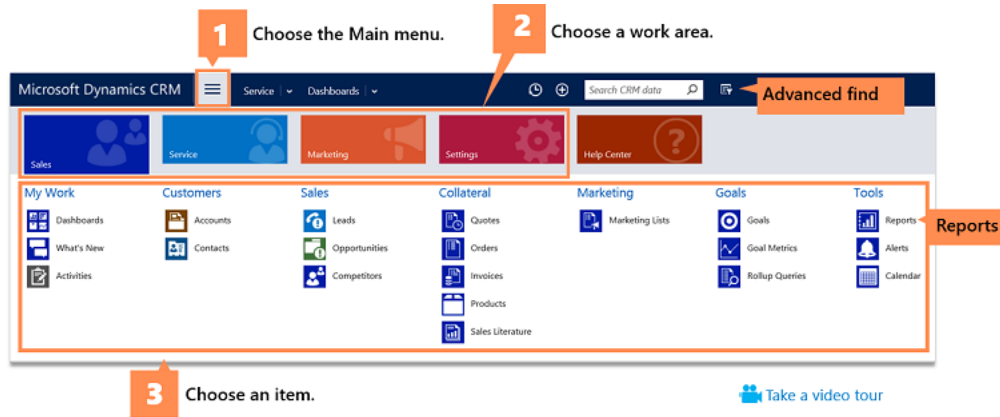 1 Choose the Main menu.
2 Choose a work area.
Microsoft Dynamics CRM Service Dashboards Search CRM data
Advanced find
Sales Service Marketing Settings Help Center
?
My Work Customers Sales Collateral Marketing Goals Tools
Dashboards Accounts Leads Quotes Marketing Lists Goals Reports
Reports
What's New Contacts Opportunities Orders Goal Metrics Alerts
Activities Competitors Invoices Rollup Queries Calendar
Products
Sales Literature
3 Choose an item.
Take a video tour